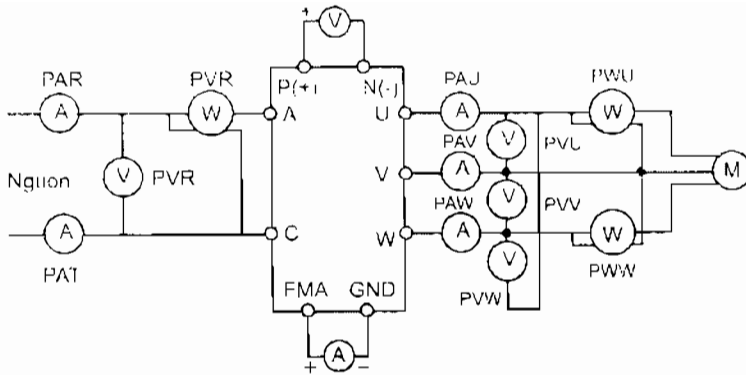 + V
P(+) N(-)
PAR PVR PAJ PWU
A W A U A W
PAV V PVU
Nguon V PVR V A M
PAW V PVV
A C W A W
PAT V PWW
FMA GND PVW
+ A −